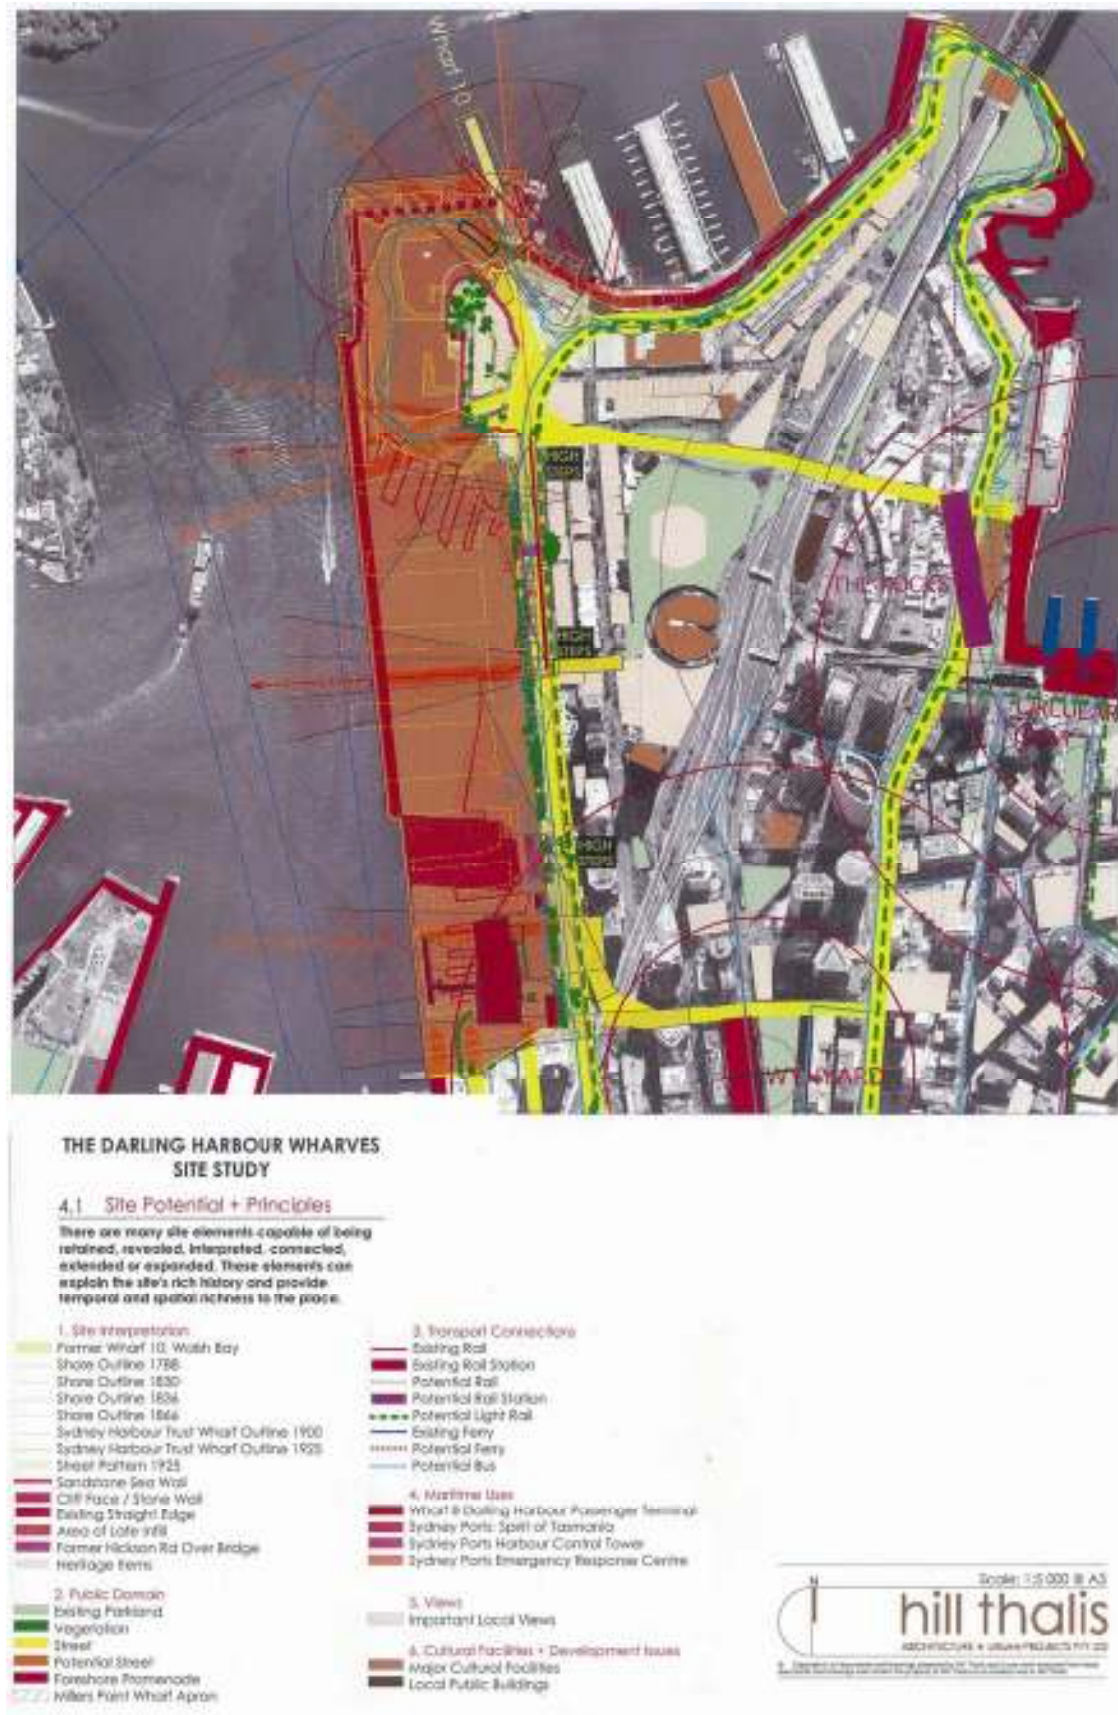 Wharf 10
HIGH
STEPS
THE ROCKS
HIGH
STEPS
CIRCULAR
HIGH
STEPS
WYNYARD
THE DARLING HARBOUR WHARVES
SITE STUDY
4.1 Site Potential + Principles
There are many site elements capable of being
retained, revealed, interpreted, connected,
extended or expanded. These elements can
explain the site's rich history and provide
temporal and spatial richness to the place.
1. Site Interpretation
Former Wharf 10, Walsh Bay
Shore Outline 1788
Shore Outline 1830
Shore Outline 1836
Shore Outline 1866
Sydney Harbour Trust Wharf Outline 1900
Sydney Harbour Trust Wharf Outline 1925
Street Pattern 1925
Sandstone Sea Wall
Cliff Face / Stone Wall
Existing Straight Edge
Area of Late Infill
Former Hickson Rd Over Bridge
Heritage Items
2. Public Domain
Existing Parkland
Vegetation
Street
Potential Street
Foreshore Promenade
Millers Point Wharf Apron
3. Transport Connections
Existing Rail
Existing Rail Station
Potential Rail
Potential Rail Station
Potential Light Rail
Existing Ferry
Potential Ferry
Potential Bus
4. Maritime Uses
Wharf 8 Darling Harbour Passenger Terminal
Sydney Ports: Spirit of Tasmania
Sydney Ports Harbour Control Tower
Sydney Ports Emergency Response Centre
5. Views
Important Local Views
6. Cultural Facilities + Development Issues
Major Cultural Facilities
Local Public Buildings
N
Scale: 1:5 000 @ A3
hill thalis
ARCHITECTURE + URBAN PROJECTS PTY LTD